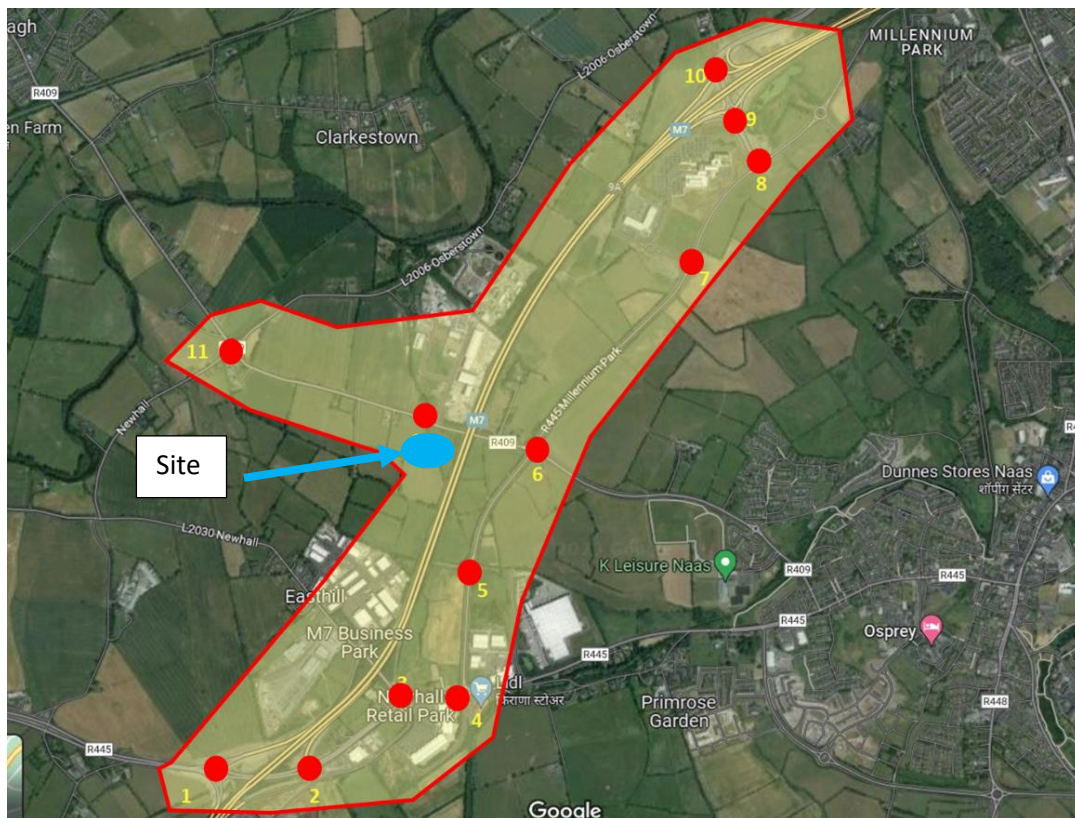 agh
R409
en Farm
Clarkestown
L2006 Osberstown
MILLENNIUM
PARK
10
9
M7
8
9A
7
L2006 Osberstown
11
R445 Millennium Park
Newhall
M7
R409
6
Site
Dunnes Stores Naas
शॉपींग सेंटर
L2030 Newhall
K Leisure Naas
R409
5
R445
Easthill
Osprey
M7 Business
Park
R445
3
Lidl
किराणा स्टोअर
Retail Park
4
Primrose
Garden
R448
R445
1
2
Google